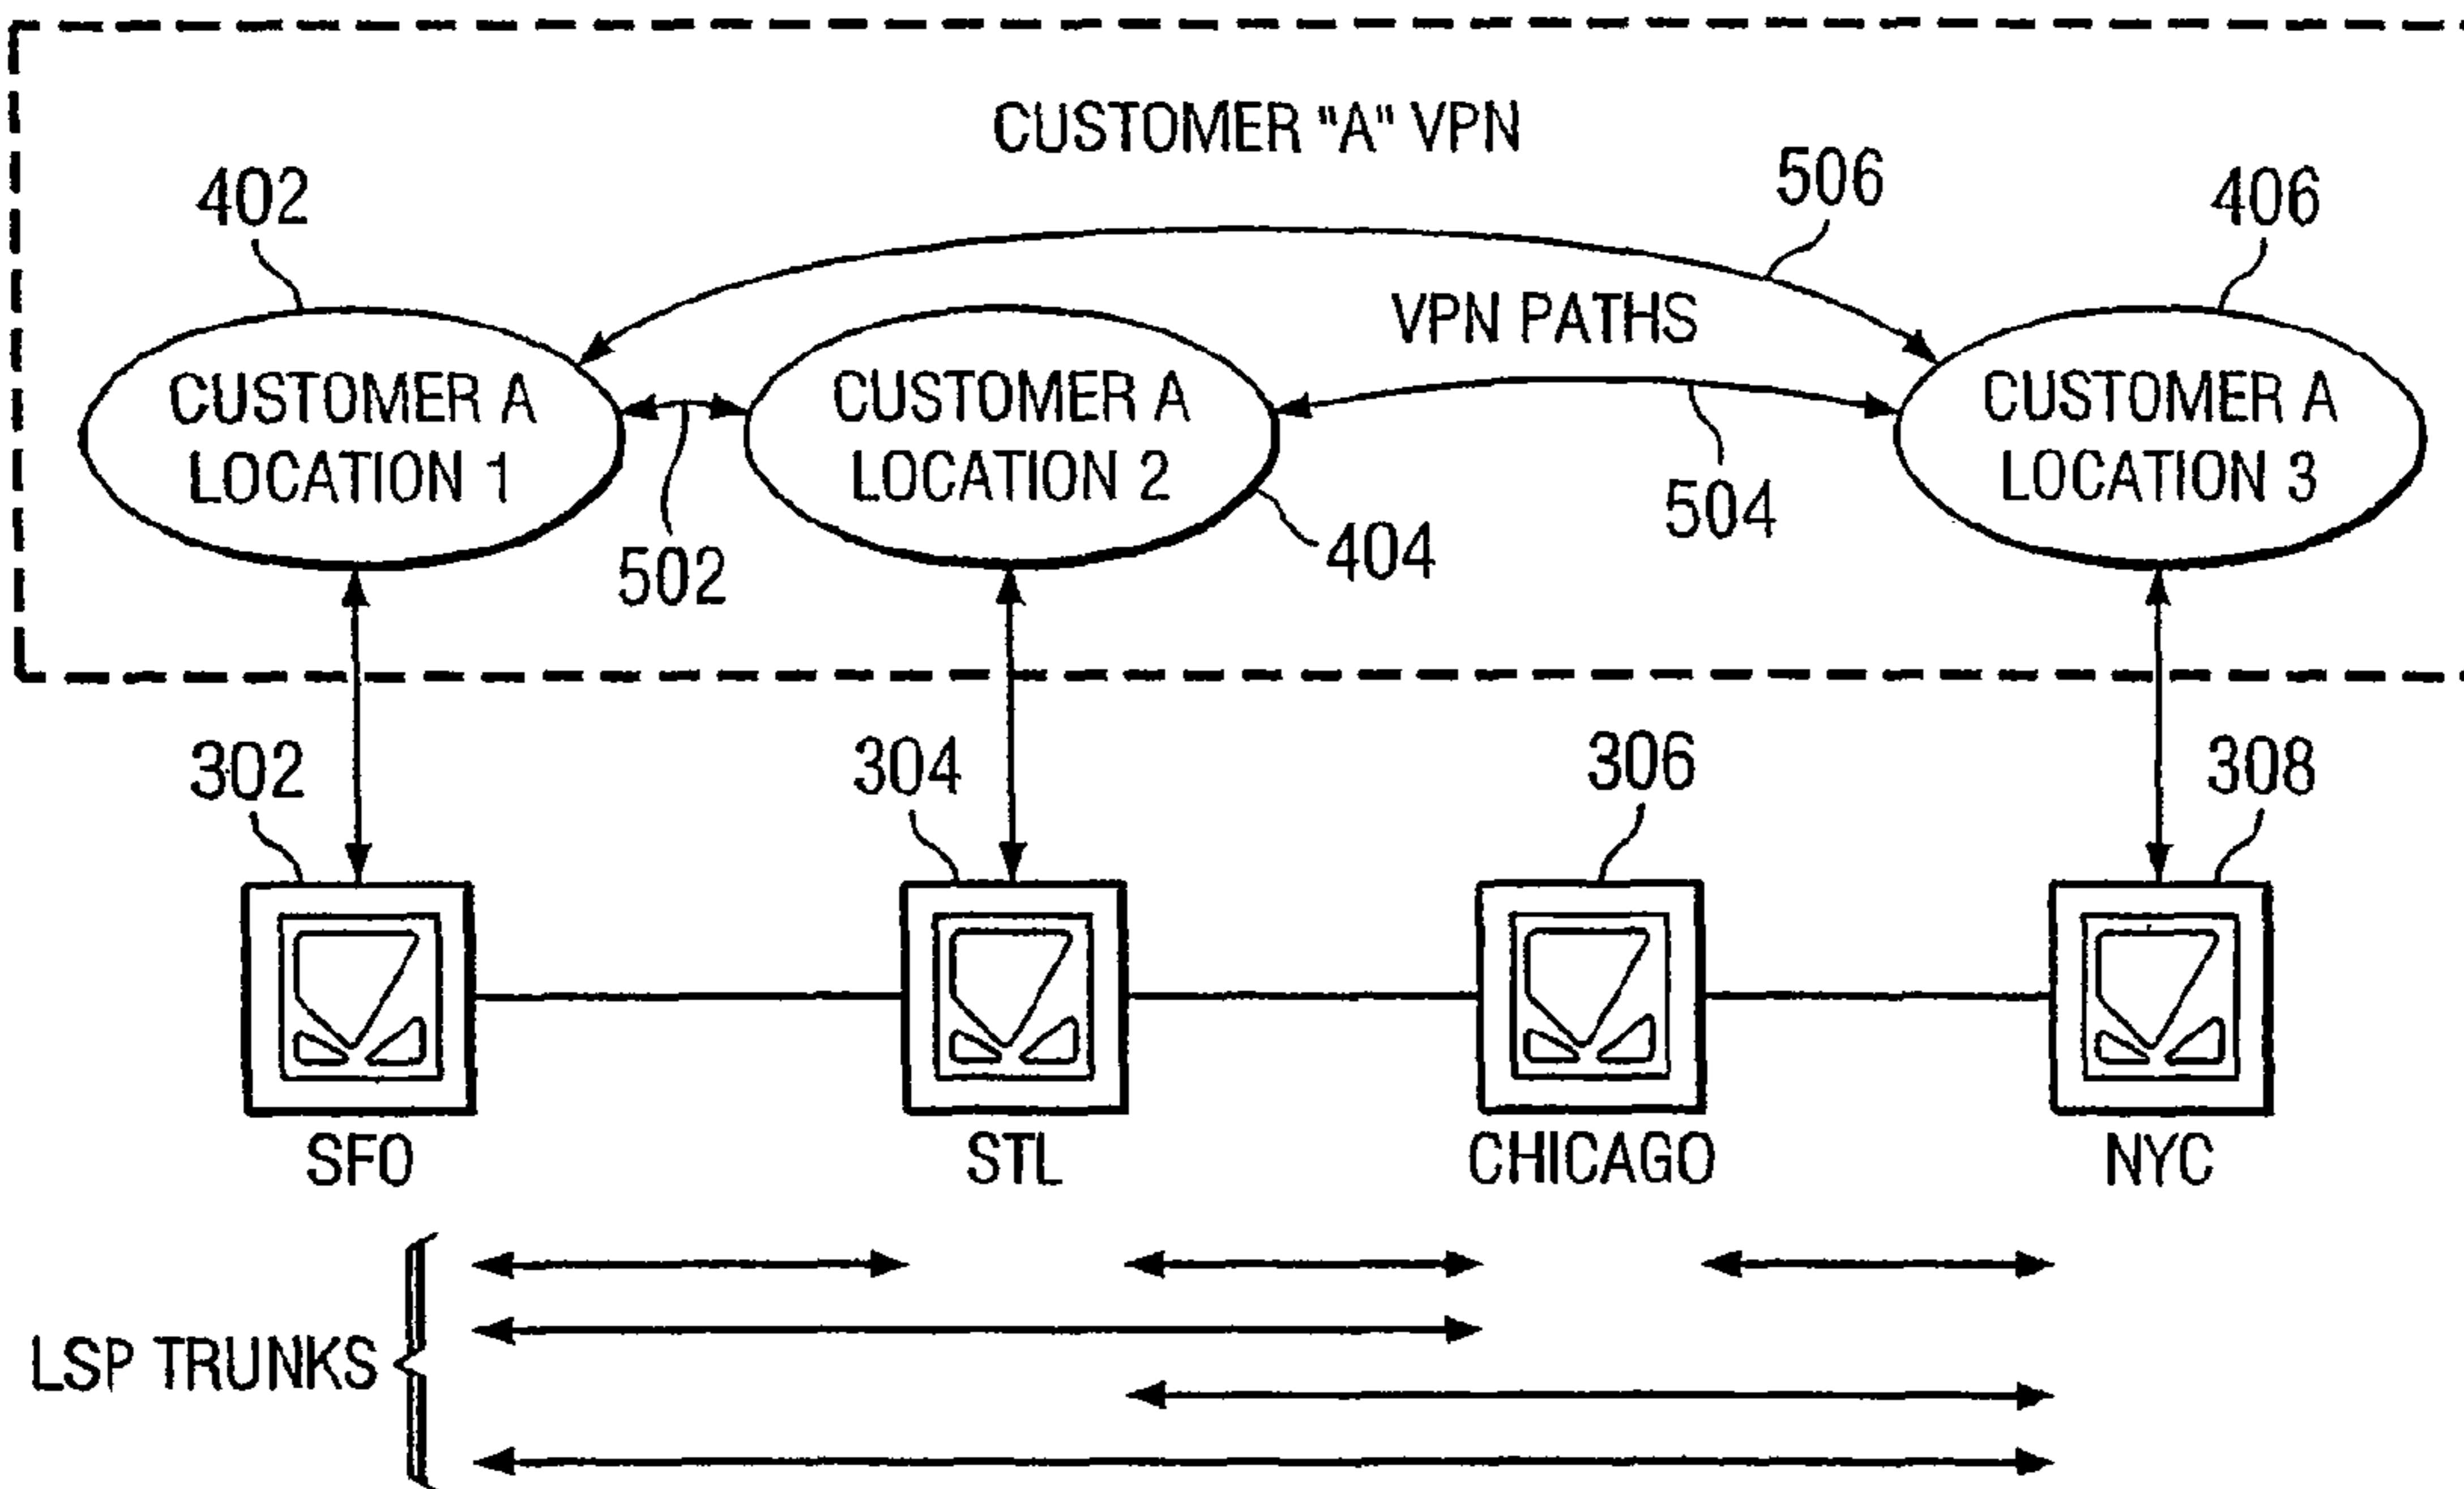 CUSTOMER "A" VPN
402
506
406
VPN PATHS
CUSTOMER A
LOCATION 1
CUSTOMER A
LOCATION 2
CUSTOMER A
LOCATION 3
502
404
504
302
304
306
308
SFO
STL
CHICAGO
NYC
LSP TRUNKS